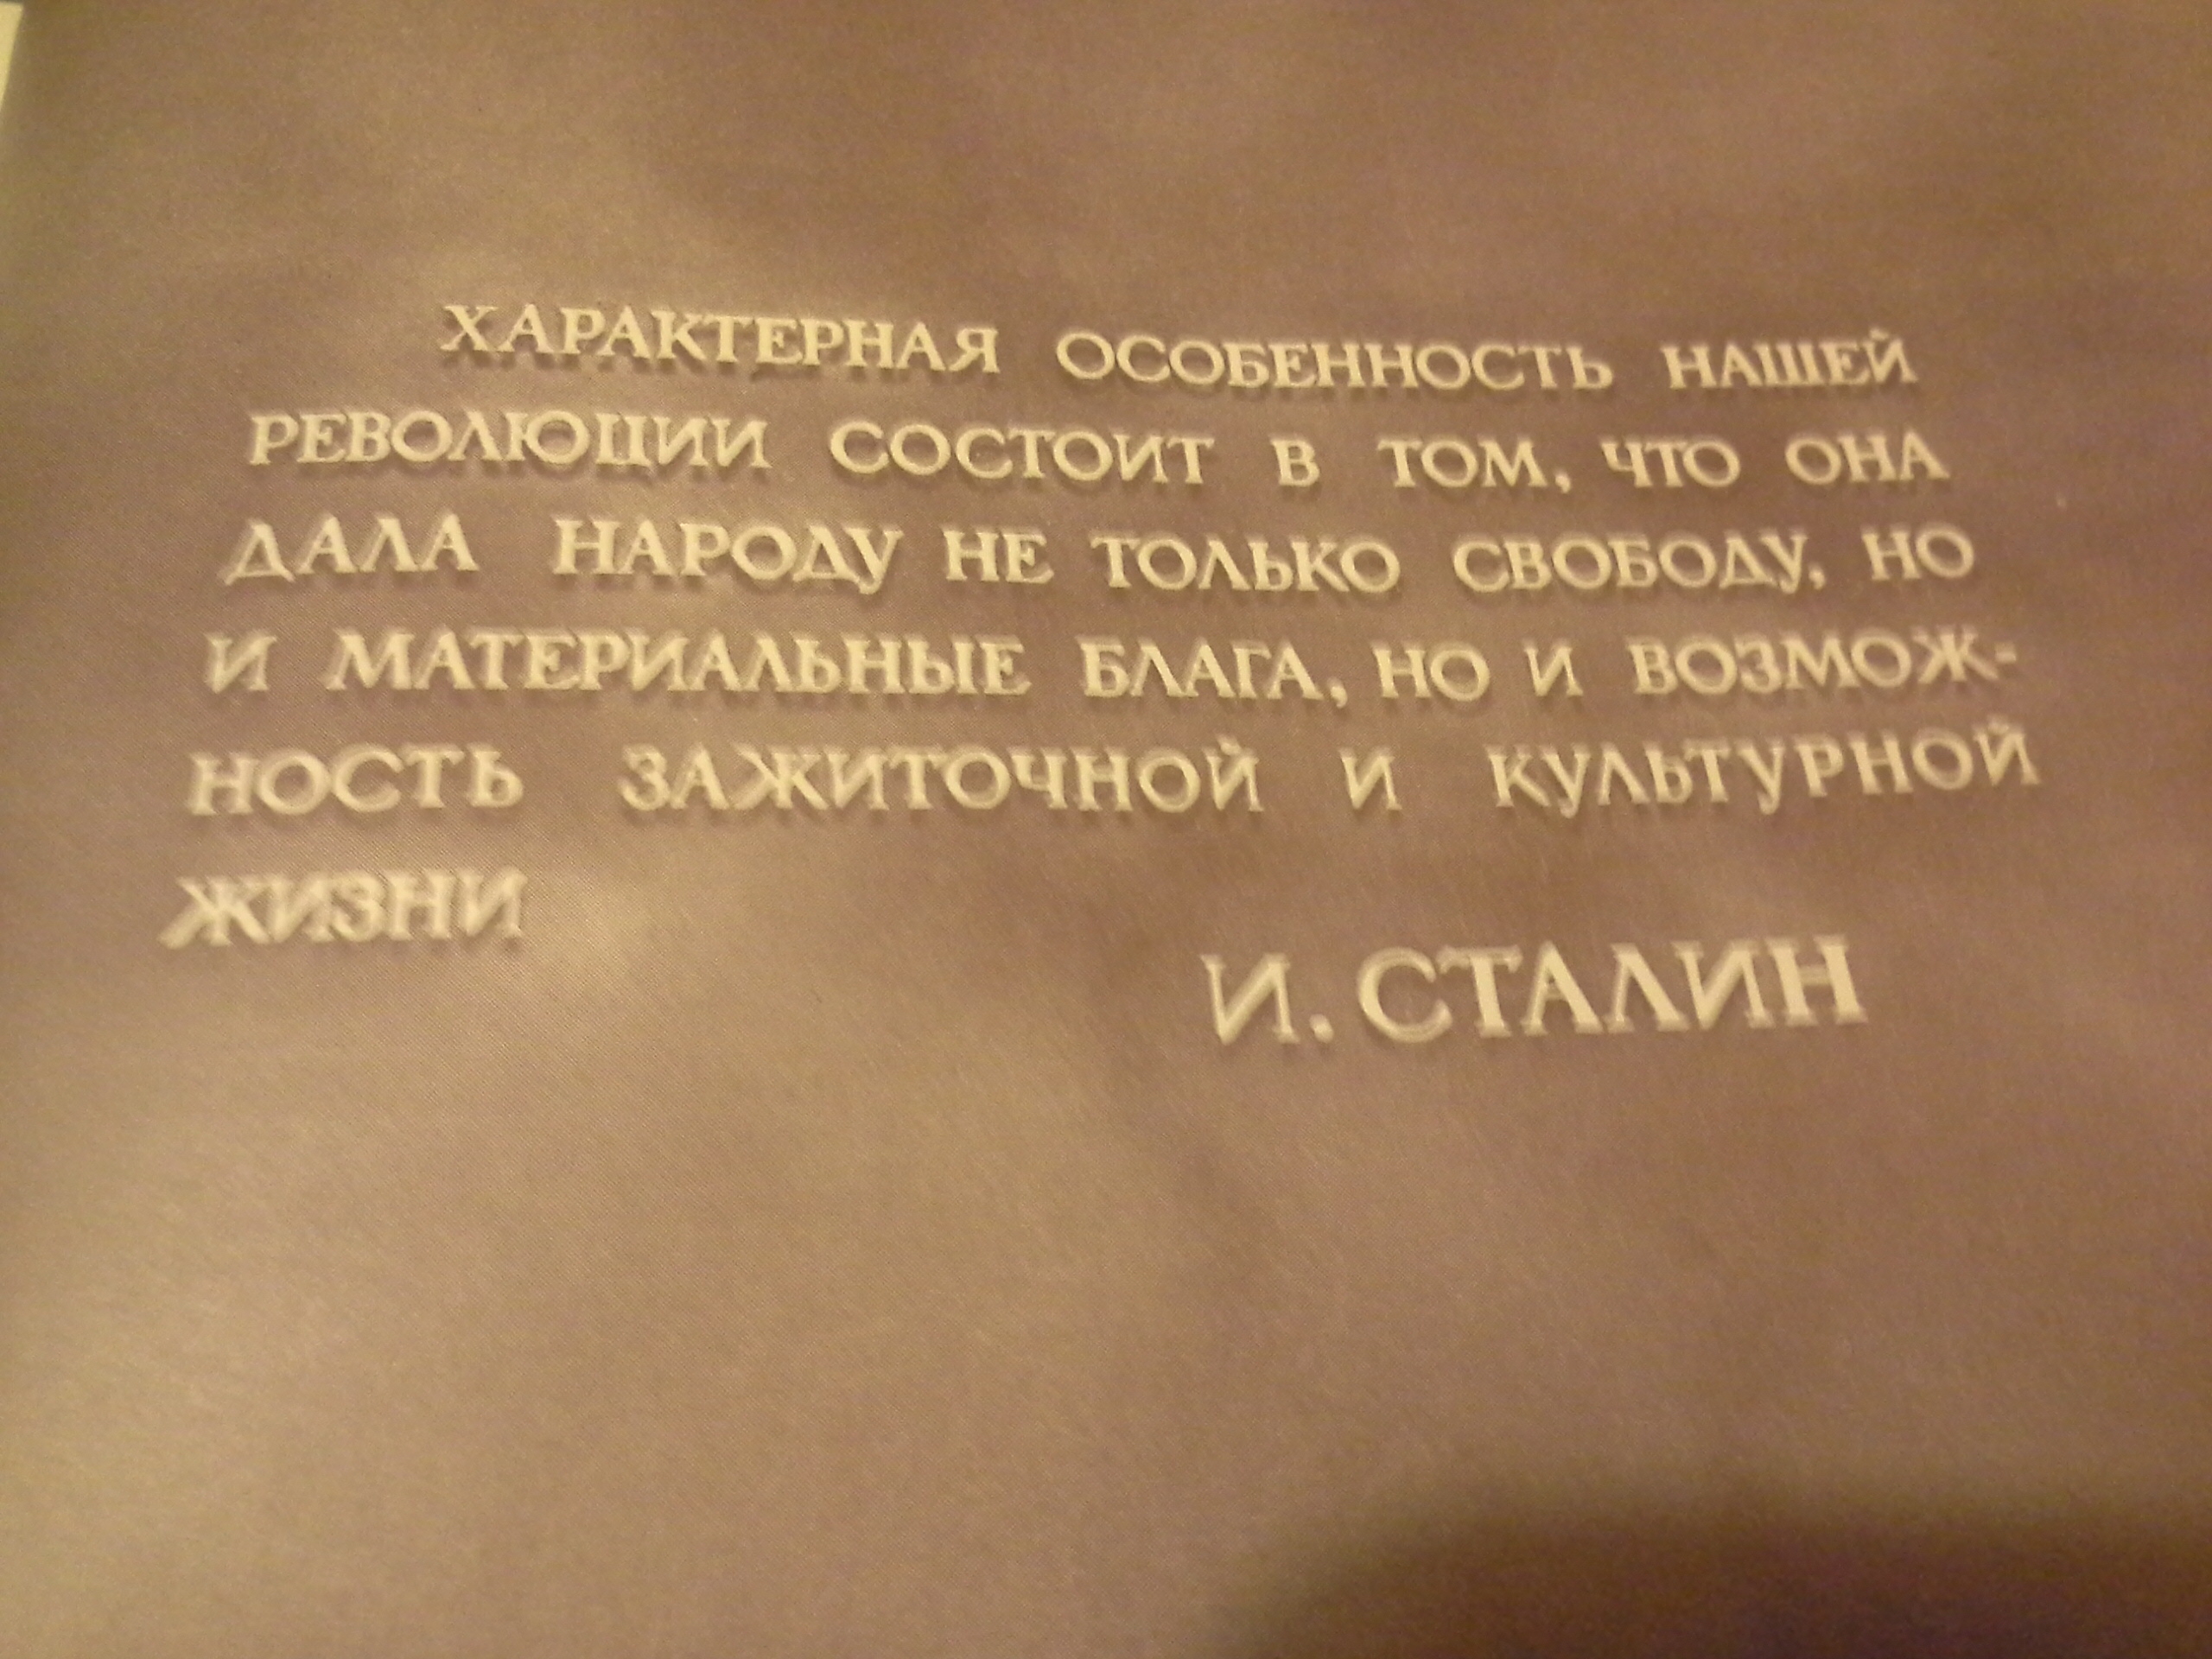 ХАРАКТЕРНАЯ ОСОБЕННОСТЬ НАШЕЙ
РЕВОЛЮЦИИ СОСТОИТ В ТОМ, ЧТО ОНА
ДАЛА НАРОДУ НЕ ТОЛЬКО СВОБОДУ, НО
И МАТЕРИАЛЬНЫЕ БЛАГА, НО И ВОЗМОЖ-
НОСТЬ ЗАЖИТОЧНОЙ И КУЛЬТУРНОЙ
ЖИЗНИ
И. СТАЛИН